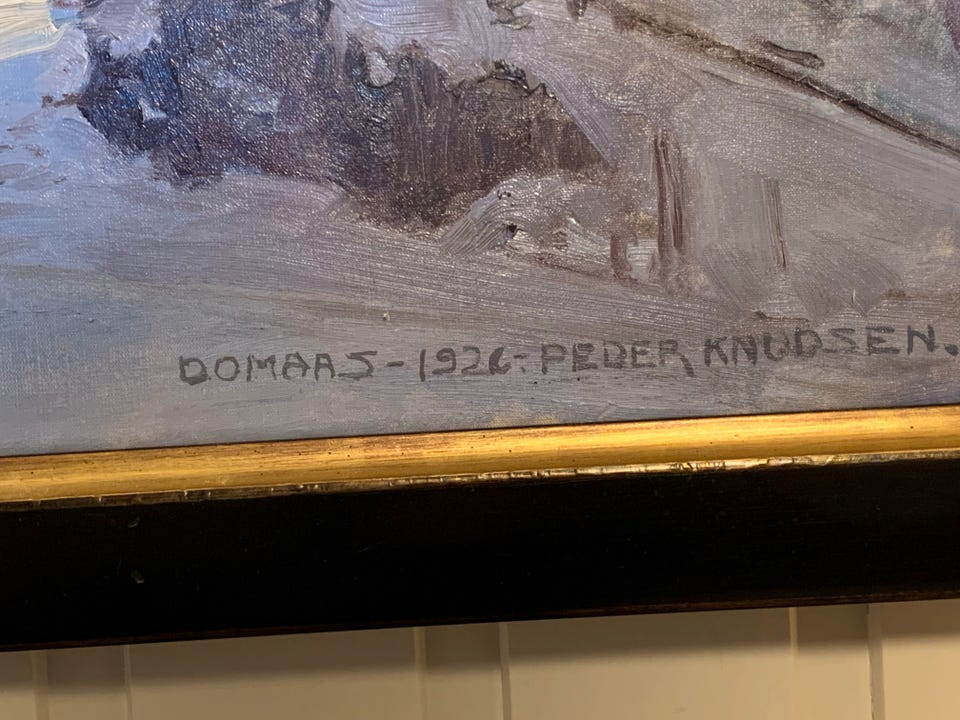 DOMAAS-1926-PEDER KNUDSEN.